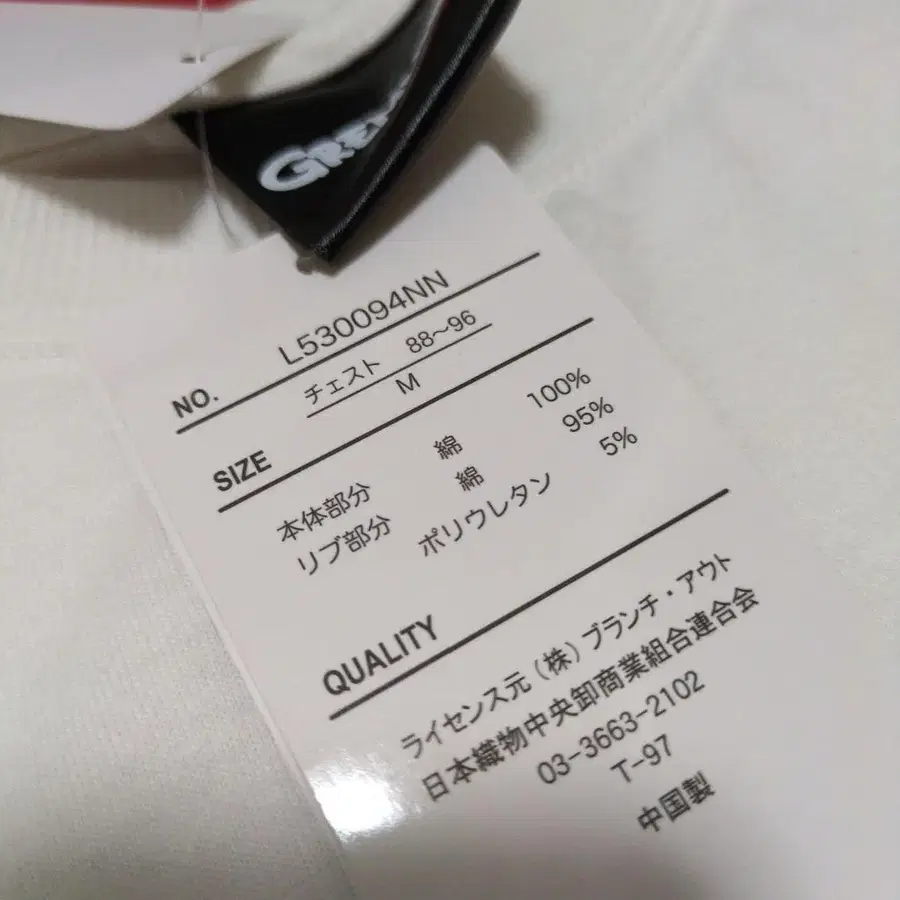 NO. L530094NN
SIZE チェスト 88〜96
M
本体部分 綿 100%
リブ部分 綿 95%
ポリウレタン 5%
QUALITY
ライセンス元(株)ブランチ・アウト
日本織物中央卸商業組合連合会
03-3663-2102
T-97
中国製